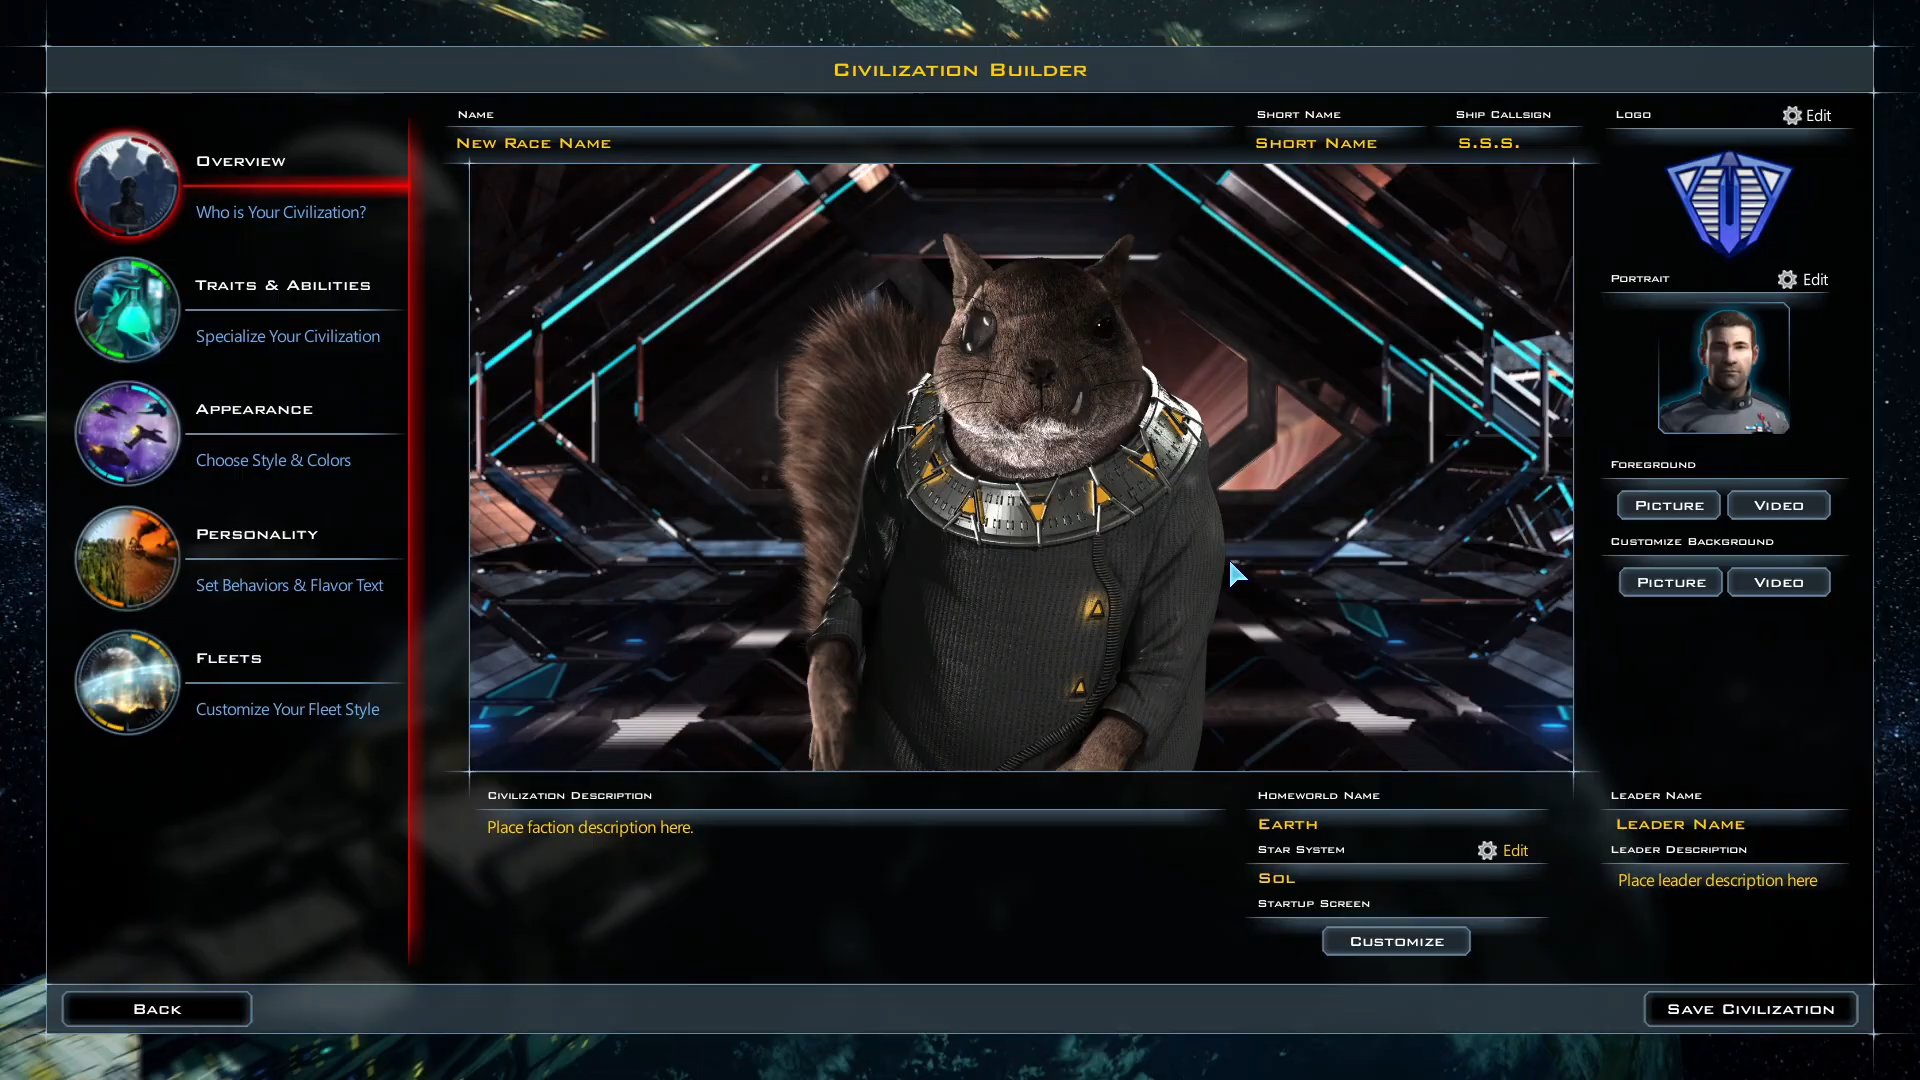 Civilization Builder
Name
New Race Name
Short Name
Short Name
Ship Callsign
S.S.S.
Logo
Edit
Overview
Who is Your Civilization?
Traits & Abilities
Specialize Your Civilization
Appearance
Choose Style & Colors
Personality
Set Behaviors & Flavor Text
Fleets
Customize Your Fleet Style
Portrait
Edit
Foreground
Picture
Video
Customize Background
Picture
Video
Civilization Description
Place faction description here.
Homeworld Name
Earth
Star System
Edit
Sol
Startup Screen
Customize
Leader Name
Leader Name
Leader Description
Place leader description here
Back
Save Civilization